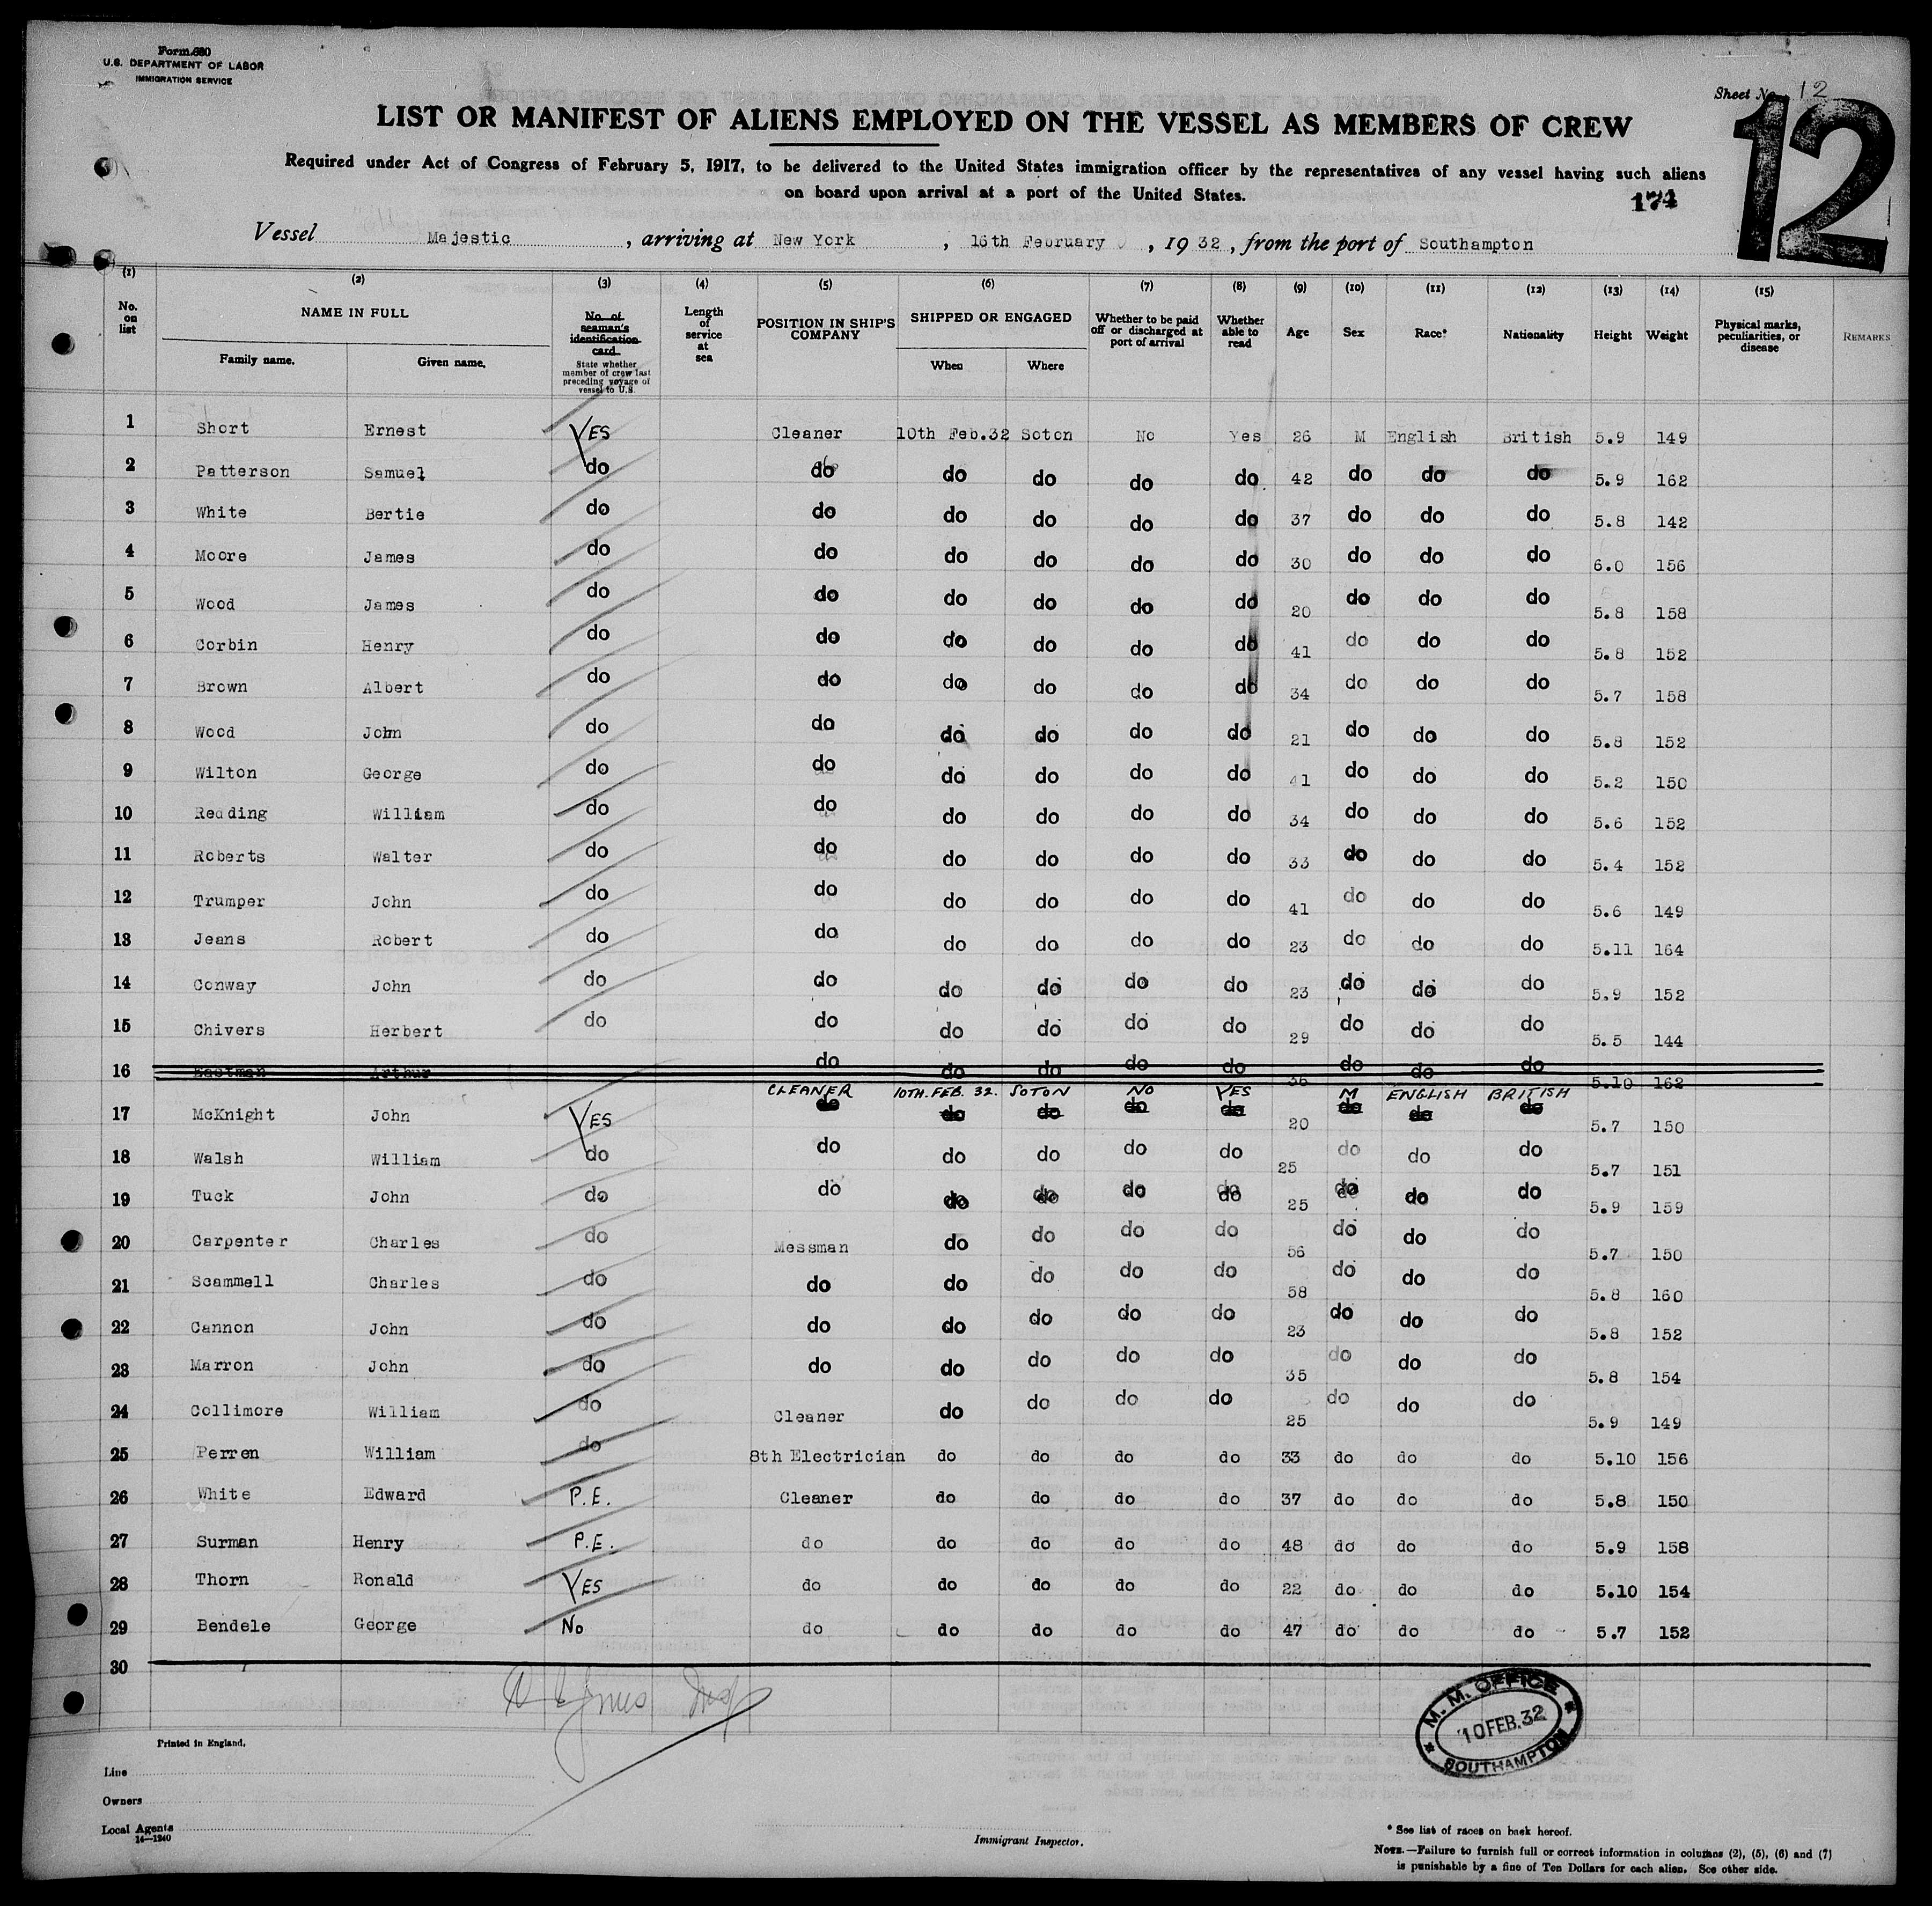 Form 680
U.S. DEPARTMENT OF LABOR
IMMIGRATION SERVICE
Sheet No. 12
12
LIST OR MANIFEST OF ALIENS EMPLOYED ON THE VESSEL AS MEMBERS OF CREW
Required under Act of Congress of February 5, 1917, to be delivered to the United States immigration officer by the representatives of any vessel having such aliens
on board upon arrival at a port of the United States.
174
Vessel Majestic, arriving at New York, 16th February, 1932, from the port of Southampton
(1) (2) (3) (4) (5) (6) (7) (8) (9) (10) (11) (12) (13) (14) (15)
No. on list NAME IN FULL Family name. Given name. No. of seaman's identification card State whether member of crew last preceding voyage of vessel to U.S. Length of service at sea POSITION IN SHIP'S COMPANY SHIPPED OR ENGAGED When Where Whether to be paid off or discharged at port of arrival Whether able to read Age Sex Race* Nationality Height Weight Physical marks, peculiarities, or disease REMARKS
1 Short Ernest YES Cleaner 10th Feb.32 Soton No Yes 26 M English British 5.9 149
2 Patterson Samuel do do do do do do 42 do do do 5.9 162
3 White Bertie do do do do do do 37 do do do 5.8 142
4 Moore James do do do do do do 30 do do do 6.0 156
5 Wood James do do do do do do 20 do do do 5.8 158
6 Corbin Henry do do do do do do 41 do do do 5.8 152
7 Brown Albert do do do do do do 34 do do do 5.7 158
8 Wood John do do do do do do 21 do do do 5.8 152
9 Wilton George do do do do do do 41 do do do 5.2 150
10 Reading William do do do do do do 34 do do do 5.6 152
11 Roberts Walter do do do do do do 33 do do do 5.4 152
12 Trumper John do do do do do do 41 do do do 5.6 149
13 Jeans Robert do do do do do do 23 do do do 5.11 164
14 Conway John do do do do do do 23 do do do 5.9 152
15 Chivers Herbert do do do do do do 29 do do do 5.5 144
16 Eastman Arthur do do do do do 36 do do do 5.10 162
CLEANER 10TH.FEB.32. SOTON NO YES M ENGLISH BRITISH
17 McKnight John YES do do do do do 20 do do do 5.7 150
18 Walsh William do do do do do do 25 do do do 5.7 151
19 Tuck John do do do do do do 25 do do do 5.9 159
20 Carpenter Charles do Messman do do do do 56 do do do 5.7 150
21 Scammell Charles do do do do do do 58 do do do 5.8 160
22 Cannon John do do do do do do 23 do do do 5.8 152
23 Marron John do do do do do do 35 do do do 5.8 154
24 Collimore William do Cleaner do do do do 25 do do do 5.9 149
25 Perren William do 8th Electrician do do do do 33 do do do 5.10 156
26 White Edward P.E. Cleaner do do do do 37 do do do 5.8 150
27 Surman Henry P.E. do do do do do 48 do do do 5.9 158
28 Thorn Ronald YES do do do do do 22 do do do 5.10 154
29 Bendele George No do do do do do 47 do do do 5.7 152
30
M. M. OFFICE
10 FEB. 32
SOUTHAMPTON
Printed in England.
Line
Owners
Local Agents
14—1240
Immigrant Inspector.
* See list of races on back hereof.
NOTE.—Failure to furnish full or correct information in columns (2), (5), (6) and (7)
is punishable by a fine of Ten Dollars for each alien. See other side.